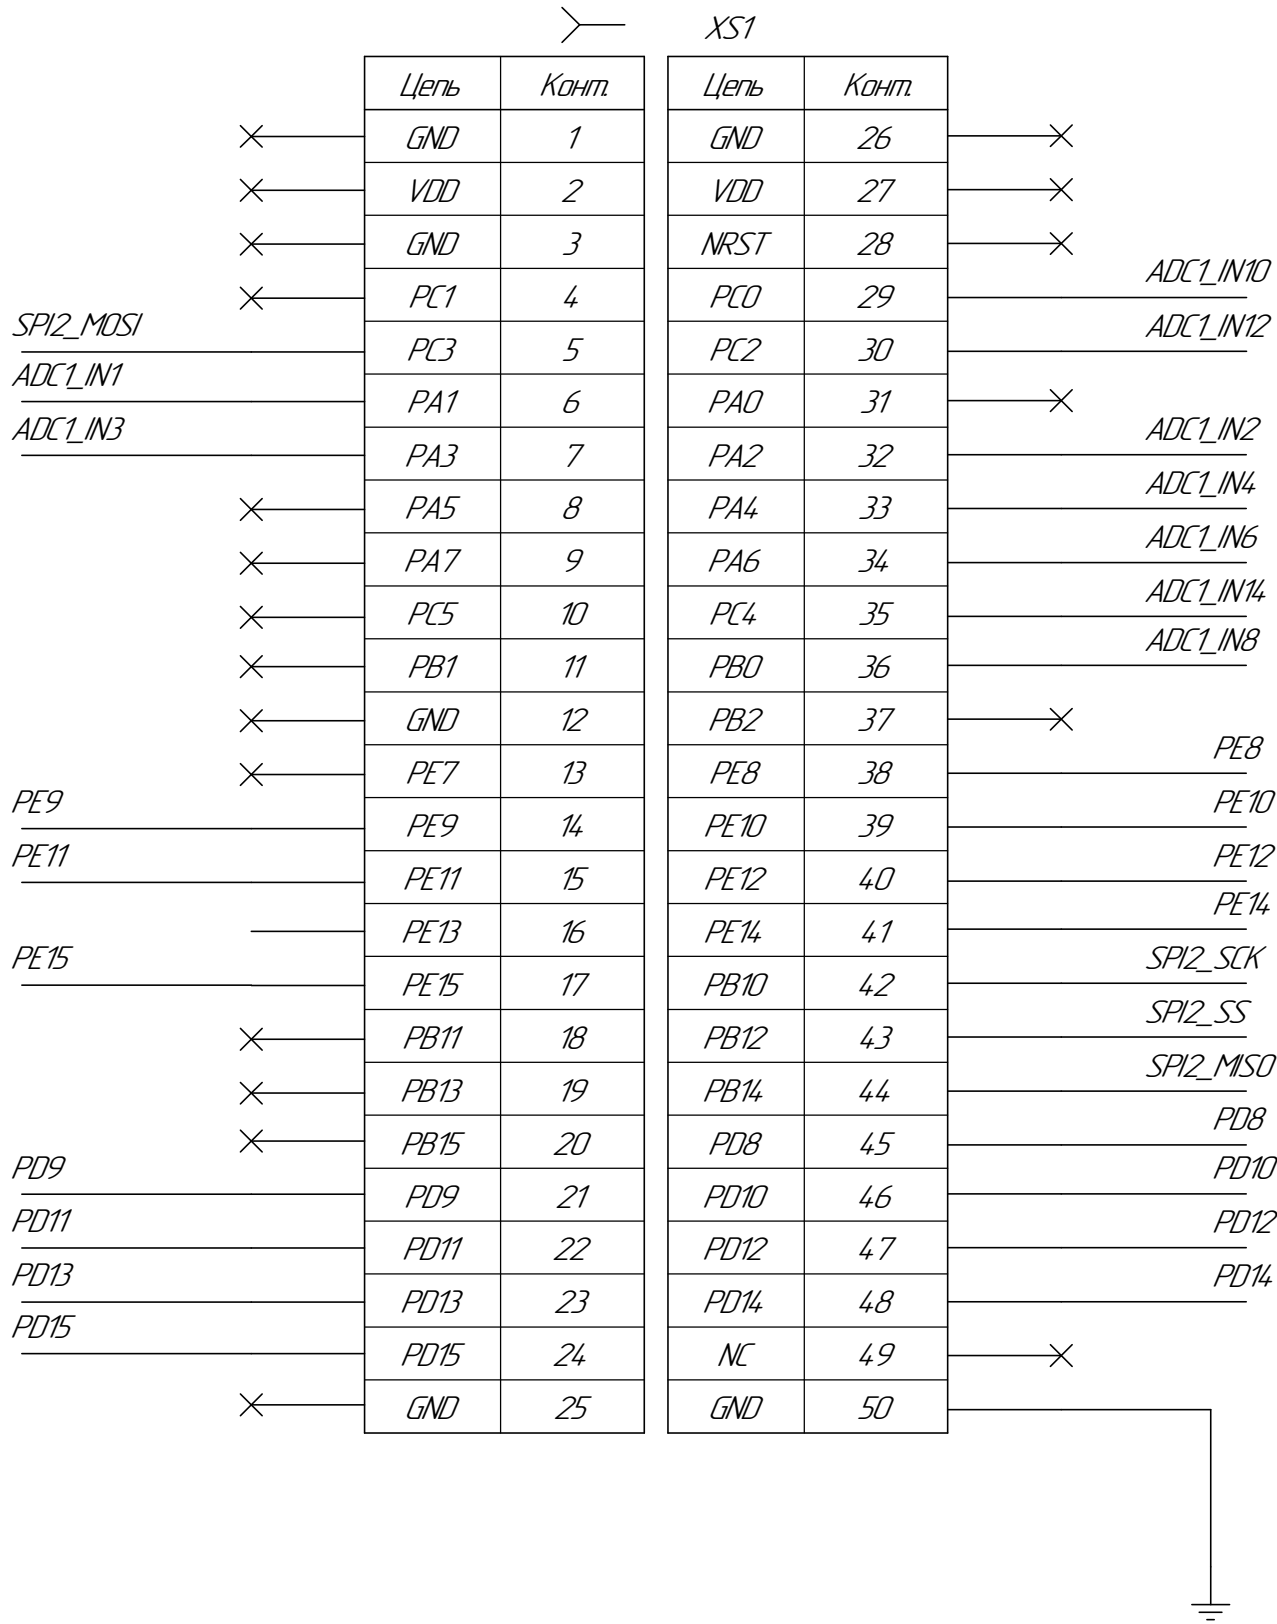 XS1
Цепь Конт. Цепь Конт.
GND 1 GND 26
VDD 2 VDD 27
GND 3 NRST 28
PC1 4 PC0 29 ADC1_IN10
SPI2_MOSI PC3 5 PC2 30 ADC1_IN12
ADC1_IN1 PA1 6 PA0 31
ADC1_IN3 PA3 7 PA2 32 ADC1_IN2
PA5 8 PA4 33 ADC1_IN4
PA7 9 PA6 34 ADC1_IN6
PC5 10 PC4 35 ADC1_IN14
PB1 11 PB0 36 ADC1_IN8
GND 12 PB2 37
PE7 13 PE8 38 PE8
PE9 PE9 14 PE10 39 PE10
PE11 PE11 15 PE12 40 PE12
PE13 16 PE14 41 PE14
PE15 PE15 17 PB10 42 SPI2_SCK
PB11 18 PB12 43 SPI2_SS
PB13 19 PB14 44 SPI2_MISO
PB15 20 PD8 45 PD8
PD9 PD9 21 PD10 46 PD10
PD11 PD11 22 PD12 47 PD12
PD13 PD13 23 PD14 48 PD14
PD15 PD15 24 NC 49
GND 25 GND 50